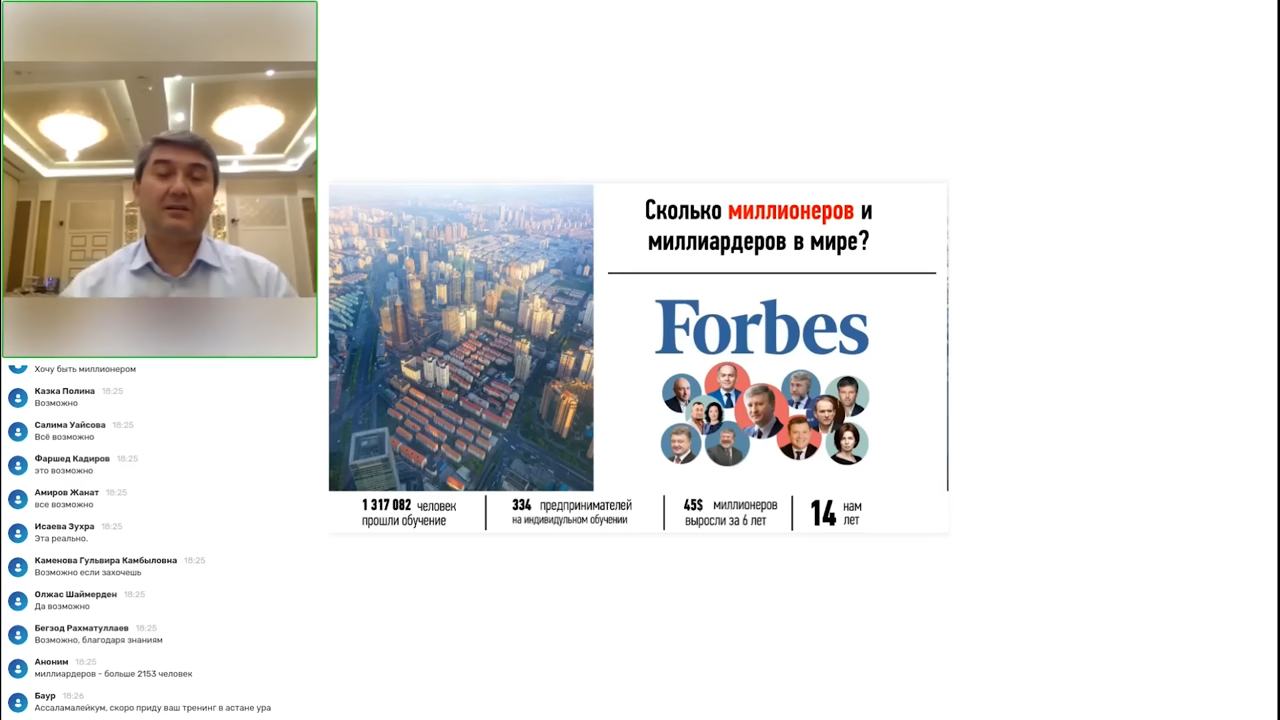 Хочу быть миллионером
Казка Полина 18:25
Возможно
Салима Уайсова 18:25
Всё возможно
Фаршед Кадиров 18:25
это возможно
Амиров Жанат 18:25
все возможно
Исаева Зухра 18:25
Эта реально.
Каменова Гульвира Камбыловна 18:25
Возможно если захочешь
Олжас Шаймерден 18:25
Да возможно
Бегзод Рахматуллаев 18:25
Возможно, благодаря знаниям
Аноним 18:25
миллиардеров - больше 2153 человек
Баур 18:26
Ассаламалейкум, скоро приду ваш тренинг в астане ура
Сколько миллионеров и
миллиардеров в мире?
Forbes
1 317 082 человек
прошли обучение
334 предпринимателей
на индивидульном обучении
45$ миллионеров
выросли за 6 лет
14 нам
лет